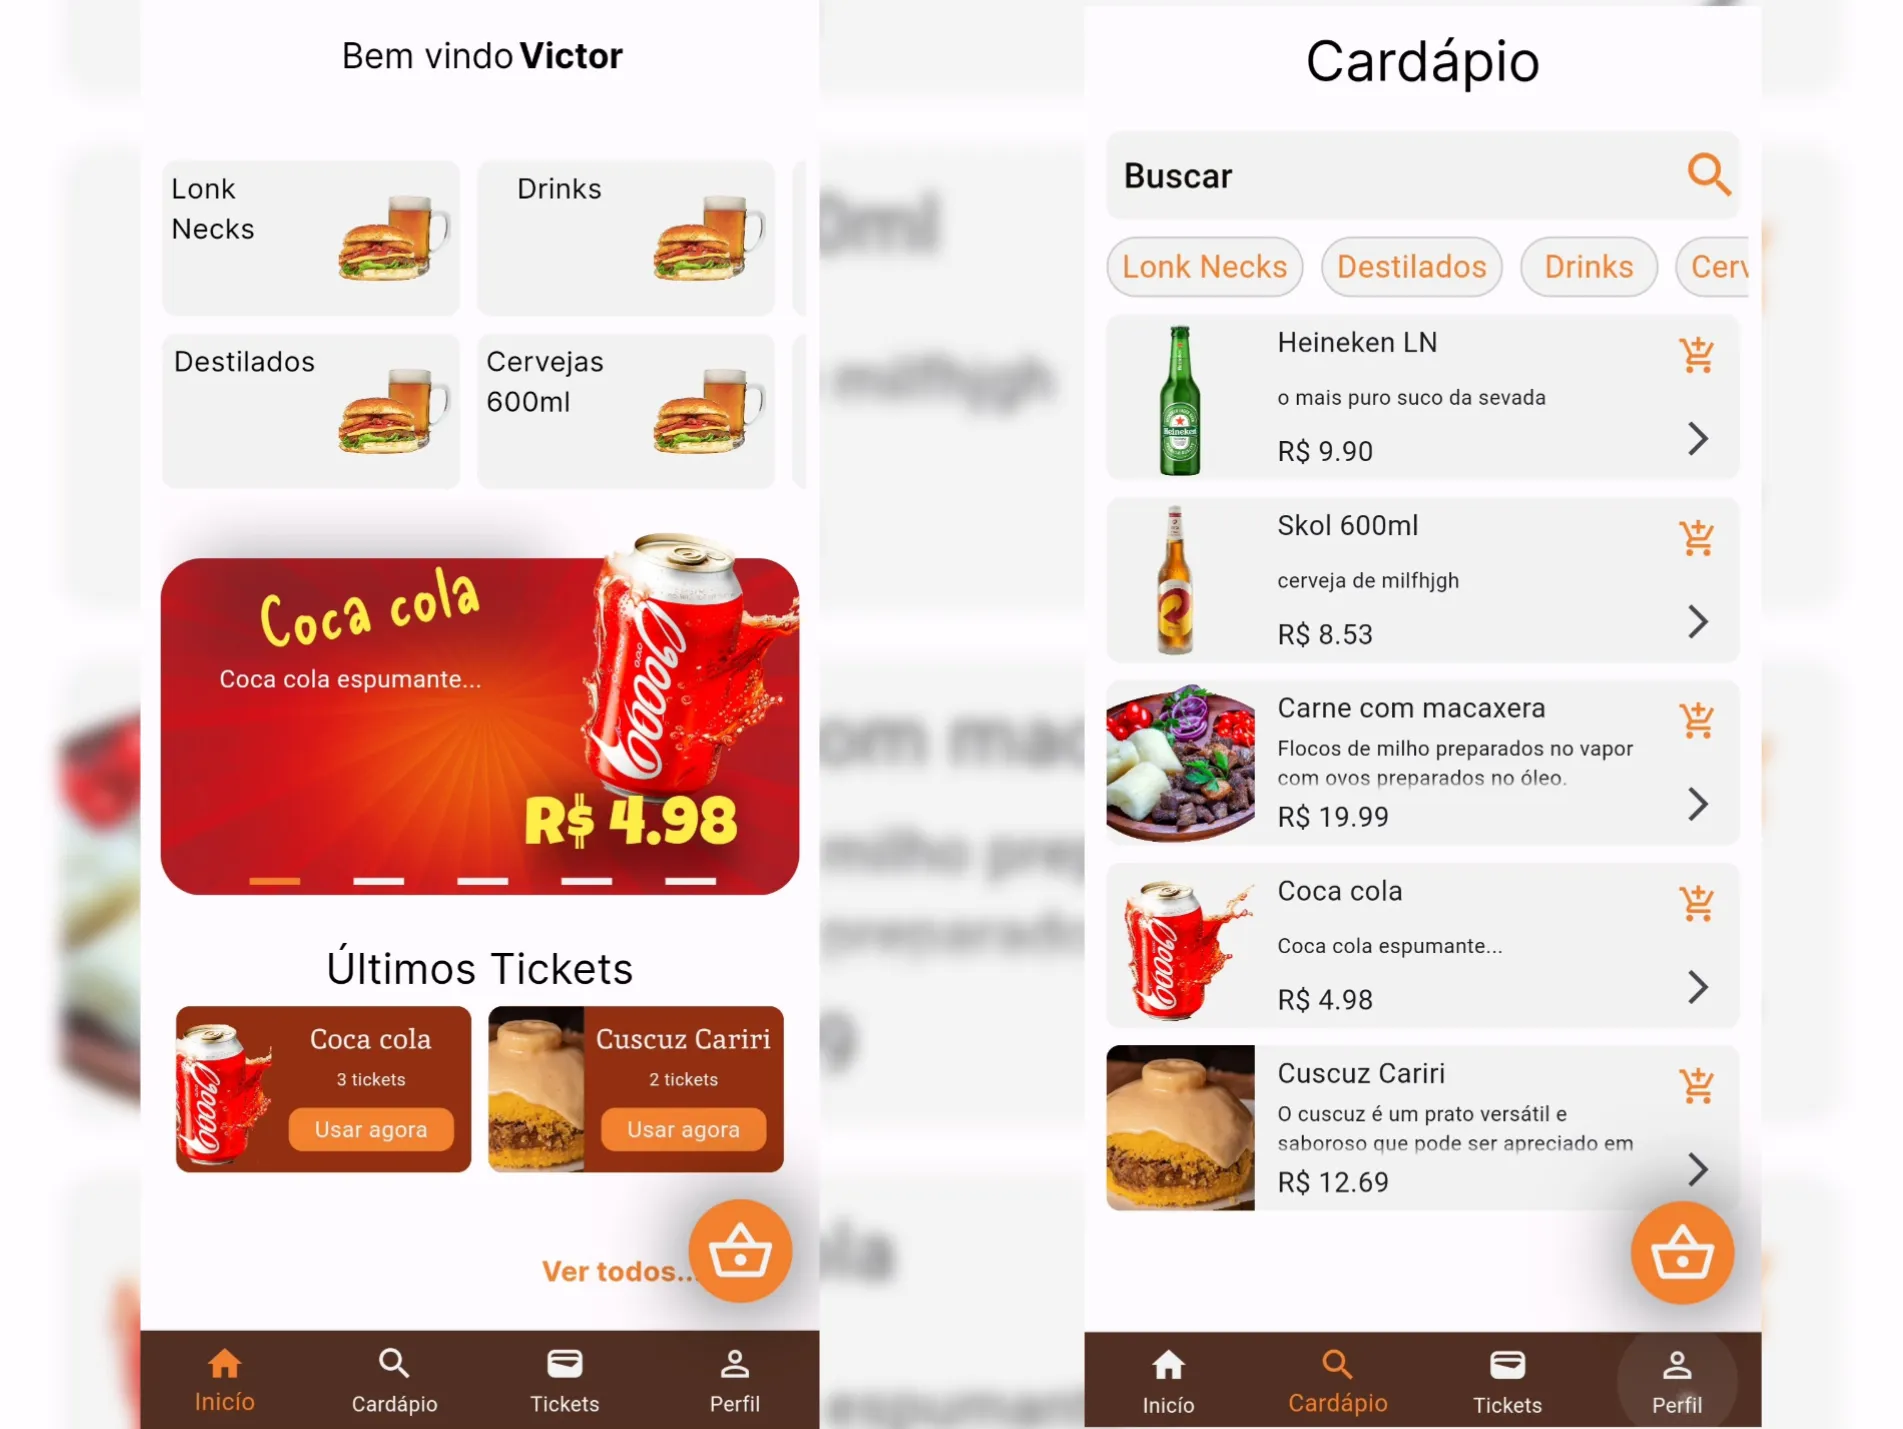 Bem vindo Victor
Lonk
Necks
Drinks
Destilados
Cervejas
600ml
Coca cola
Coca cola espumante...
R$ 4.98
Últimos Tickets
Coca cola
3 tickets
Usar agora
Cuscuz Cariri
2 tickets
Usar agora
Ver todos...
Inicío
Cardápio
Tickets
Perfil
Cardápio
Buscar
Lonk Necks
Destilados
Drinks
Cerv
Heineken LN
o mais puro suco da sevada
R$ 9.90
Heineken
Skol 600ml
cerveja de milfhjgh
R$ 8.53
Carne com macaxera
Flocos de milho preparados no vapor
com ovos preparados no óleo.
R$ 19.99
Coca cola
Coca cola espumante...
R$ 4.98
Cuscuz Cariri
O cuscuz é um prato versátil e
saboroso que pode ser apreciado em
R$ 12.69
Inicío
Cardápio
Tickets
Perfil